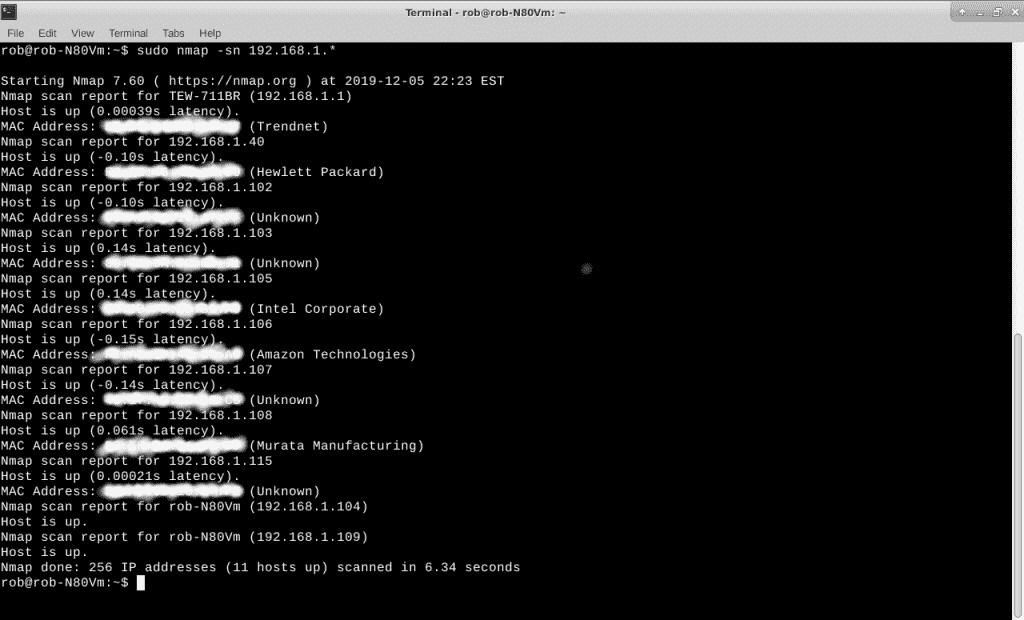 Terminal - rob@rob-N80Vm: ~
File Edit View Terminal Tabs Help
rob@rob-N80Vm:~$ sudo nmap -sn 192.168.1.*
Starting Nmap 7.60 ( https://nmap.org ) at 2019-12-05 22:23 EST
Nmap scan report for TEW-711BR (192.168.1.1)
Host is up (0.00039s latency).
MAC Address: (Trendnet)
Nmap scan report for 192.168.1.40
Host is up (-0.10s latency).
MAC Address: (Hewlett Packard)
Nmap scan report for 192.168.1.102
Host is up (-0.10s latency).
MAC Address: (Unknown)
Nmap scan report for 192.168.1.103
Host is up (0.14s latency).
MAC Address: (Unknown)
Nmap scan report for 192.168.1.105
Host is up (0.14s latency).
MAC Address: (Intel Corporate)
Nmap scan report for 192.168.1.106
Host is up (-0.15s latency).
MAC Address: (Amazon Technologies)
Nmap scan report for 192.168.1.107
Host is up (-0.14s latency).
MAC Address: (Unknown)
Nmap scan report for 192.168.1.108
Host is up (0.061s latency).
MAC Address: (Murata Manufacturing)
Nmap scan report for 192.168.1.115
Host is up (0.00021s latency).
MAC Address: (Unknown)
Nmap scan report for rob-N80Vm (192.168.1.104)
Host is up.
Nmap scan report for rob-N80Vm (192.168.1.109)
Host is up.
Nmap done: 256 IP addresses (11 hosts up) scanned in 6.34 seconds
rob@rob-N80Vm:~$